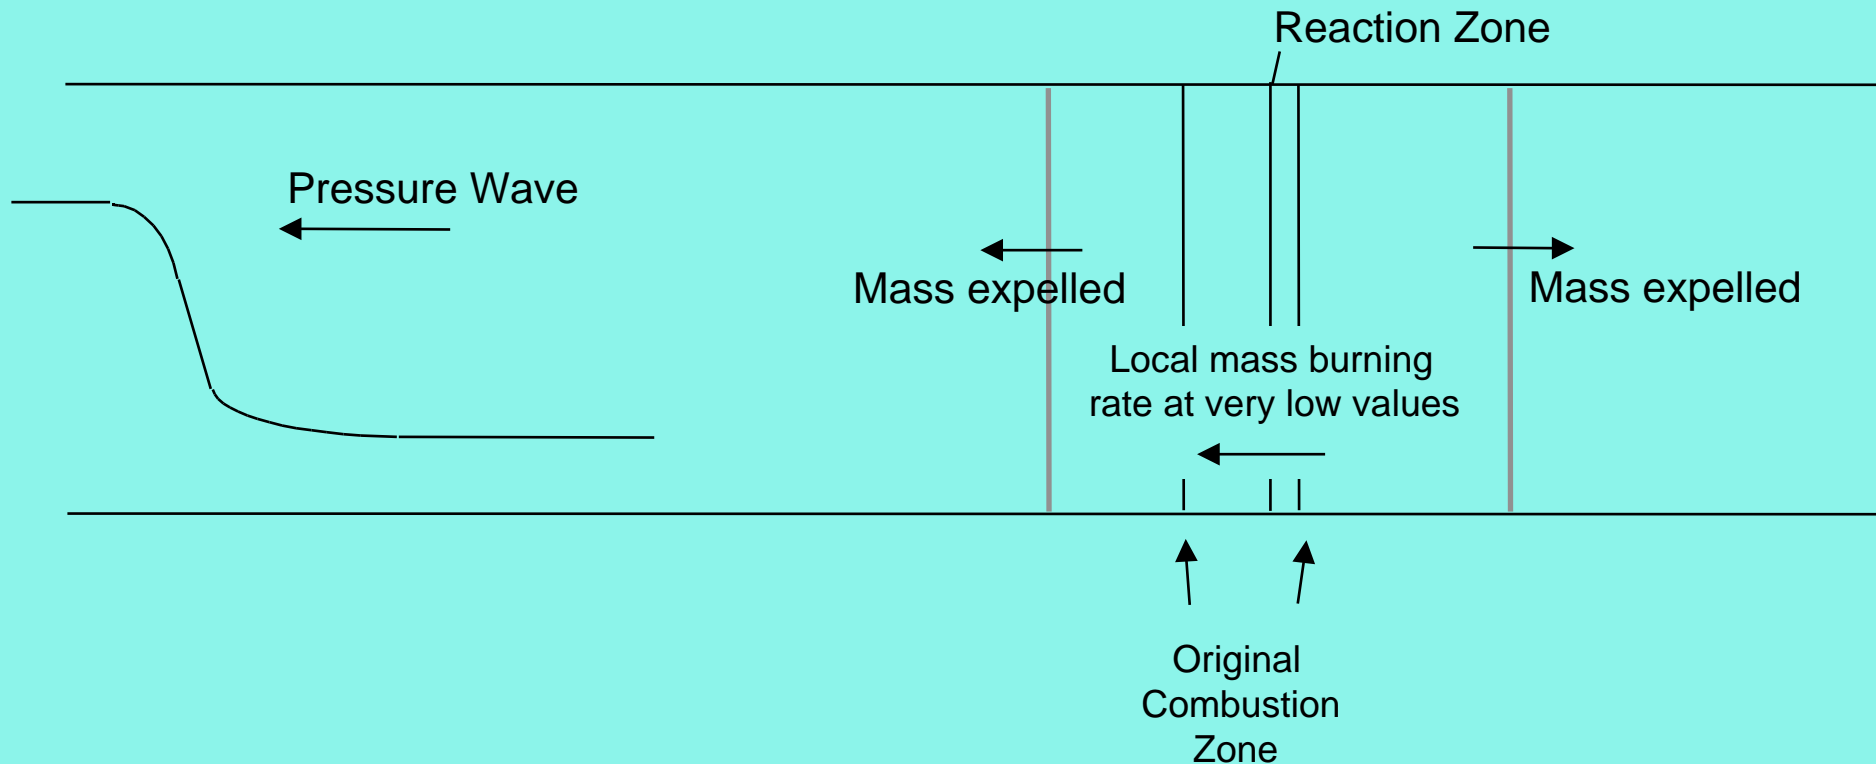 Reaction Zone
Pressure Wave
Mass expelled
Mass expelled
Local mass burning
rate at very low values
Original
Combustion
Zone